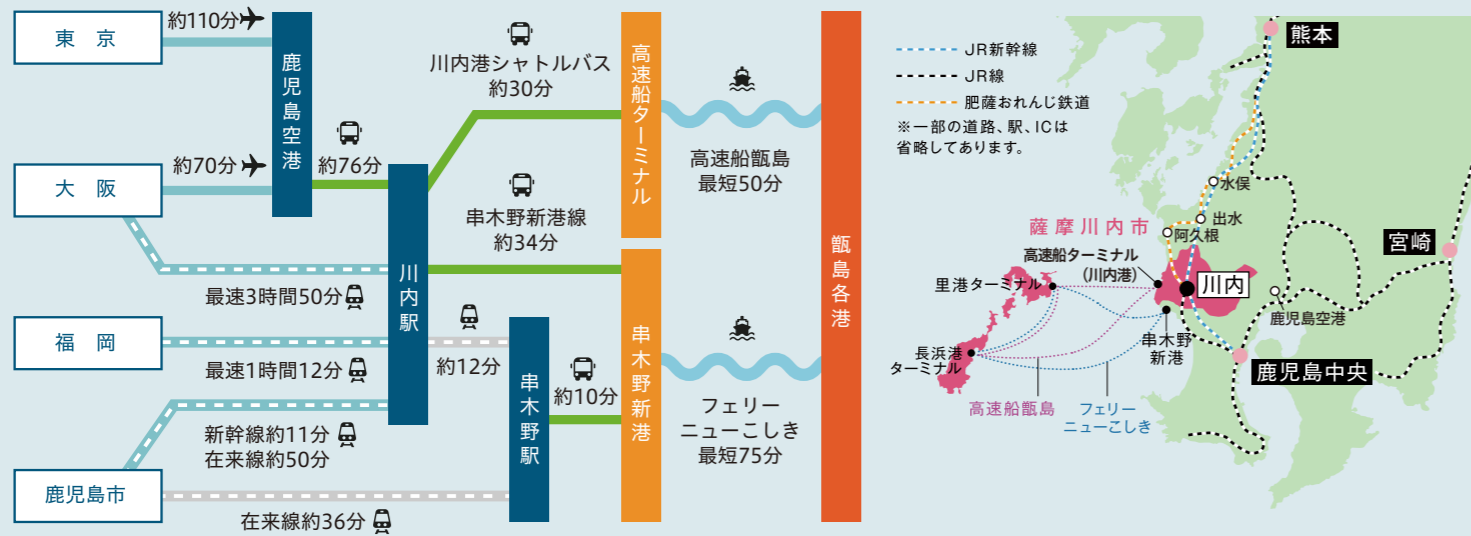 東京
約110分
鹿児島空港
大阪
約70分
約76分
最速3時間50分
福岡
最速1時間12分
新幹線約11分
在来線約50分
鹿児島市
在来線約36分
川内駅
川内港シャトルバス
約30分
串木野新港線
約34分
約12分
串木野駅
約10分
高速船ターミナル
串木野新港
高速船甑島
最短50分
フェリー
ニューこしき
最短75分
甑島各港
JR新幹線
JR線
肥薩おれんじ鉄道
※一部の道路、駅、ICは
省略してあります。
熊本
水俣
出水
阿久根
薩摩川内市
高速船ターミナル
（川内港）
川内
宮崎
里港ターミナル
鹿児島空港
串木野
新港
長浜港
ターミナル
鹿児島中央
高速船甑島
フェリー
ニューこしき